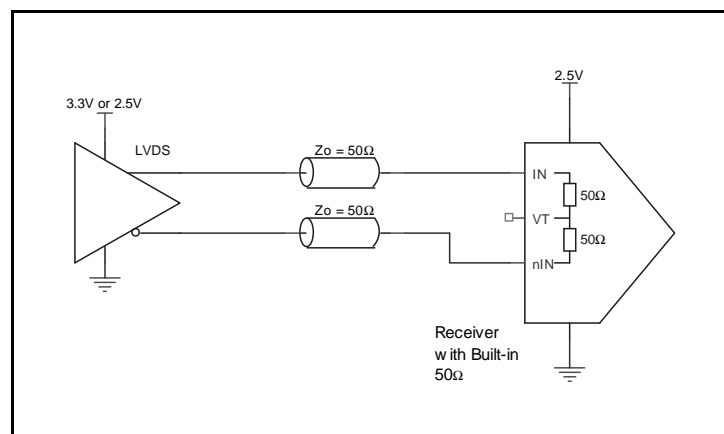 3.3V or 2.5V
LVDS
Zo = 50Ω
Zo = 50Ω
2.5V
IN
50Ω
VT
50Ω
nIN
Receiver
with Built-in
50Ω